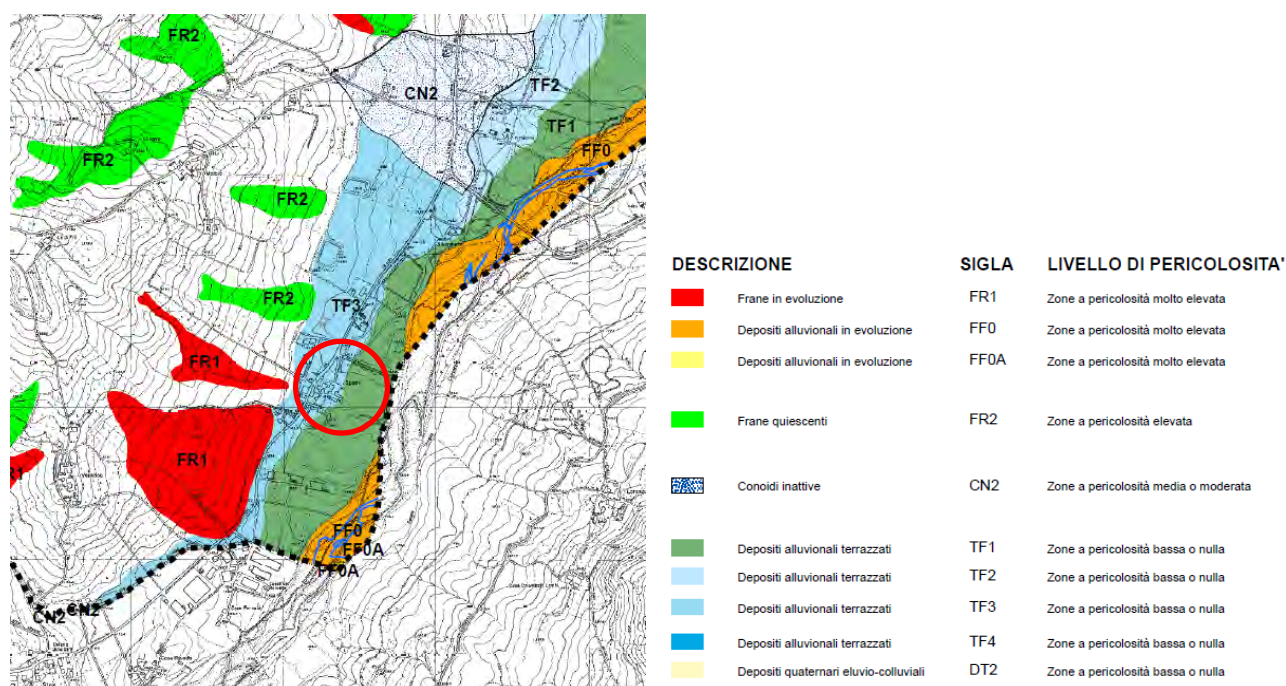 FR2
CN2
TF2
TF1
FF0
FR2
FR2
FR2
TF3
FR1
FR1
FF0
FF0A
FF0A
CN2
CN2
DESCRIZIONE SIGLA LIVELLO DI PERICOLOSITA'
Frane in evoluzione FR1 Zone a pericolosità molto elevata
Depositi alluvionali in evoluzione FF0 Zone a pericolosità molto elevata
Depositi alluvionali in evoluzione FF0A Zone a pericolosità molto elevata
Frane quiescenti FR2 Zone a pericolosità elevata
Conoidi inattive CN2 Zone a pericolosità media o moderata
Depositi alluvionali terrazzati TF1 Zone a pericolosità bassa o nulla
Depositi alluvionali terrazzati TF2 Zone a pericolosità bassa o nulla
Depositi alluvionali terrazzati TF3 Zone a pericolosità bassa o nulla
Depositi alluvionali terrazzati TF4 Zone a pericolosità bassa o nulla
Depositi quaternari eluvio-colluviali DT2 Zone a pericolosità bassa o nulla